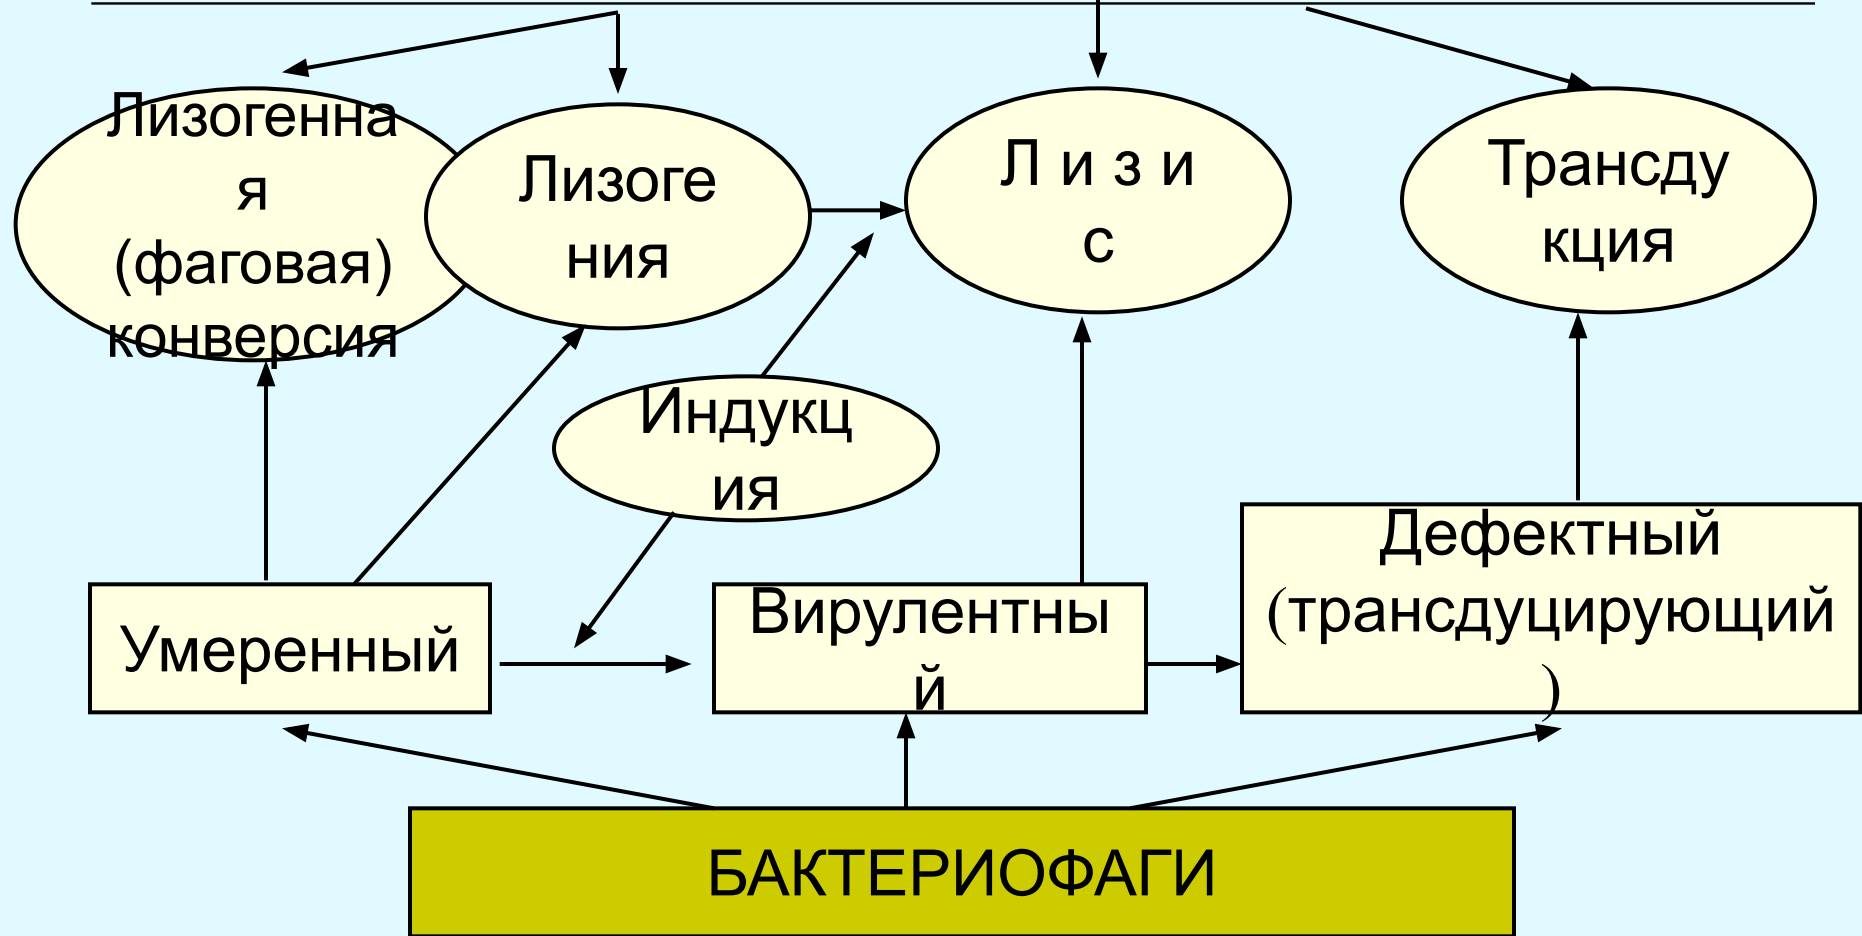 Лизогенна
я
(фаговая)
конверсия
Лизоге
ния
Л и з и
с
Трансду
кция
Индукц
ия
Умеренный
Вирулентны
й
Дефектный
(трансдуцирующий
)
БАКТЕРИОФАГИ